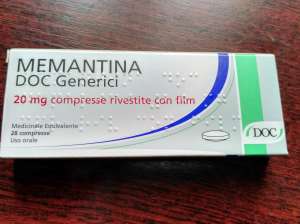 MEMANTINA
DOC Generici
20 mg compresse rivestite con film
Medicinale Equivalente
28 compresse
Uso orale
DOC